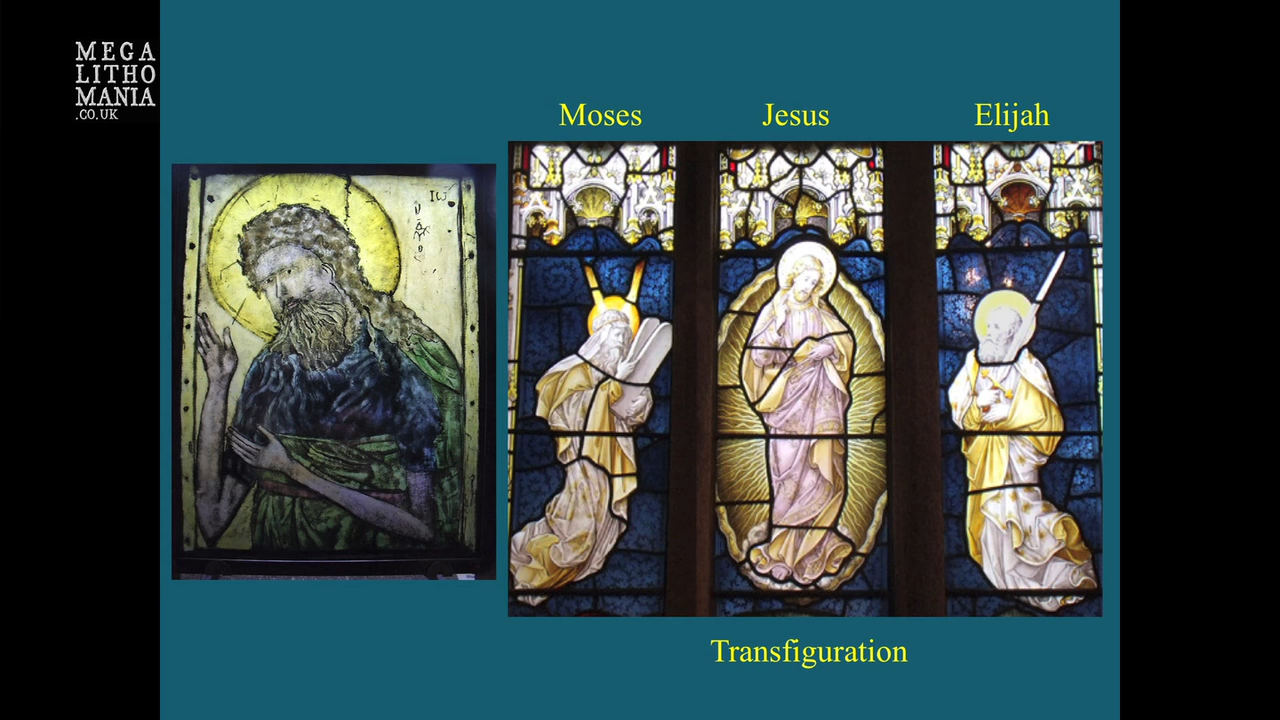 MEGA
LITHO
MANIA
.CO.UK
Moses
Jesus
Elijah
Transfiguration